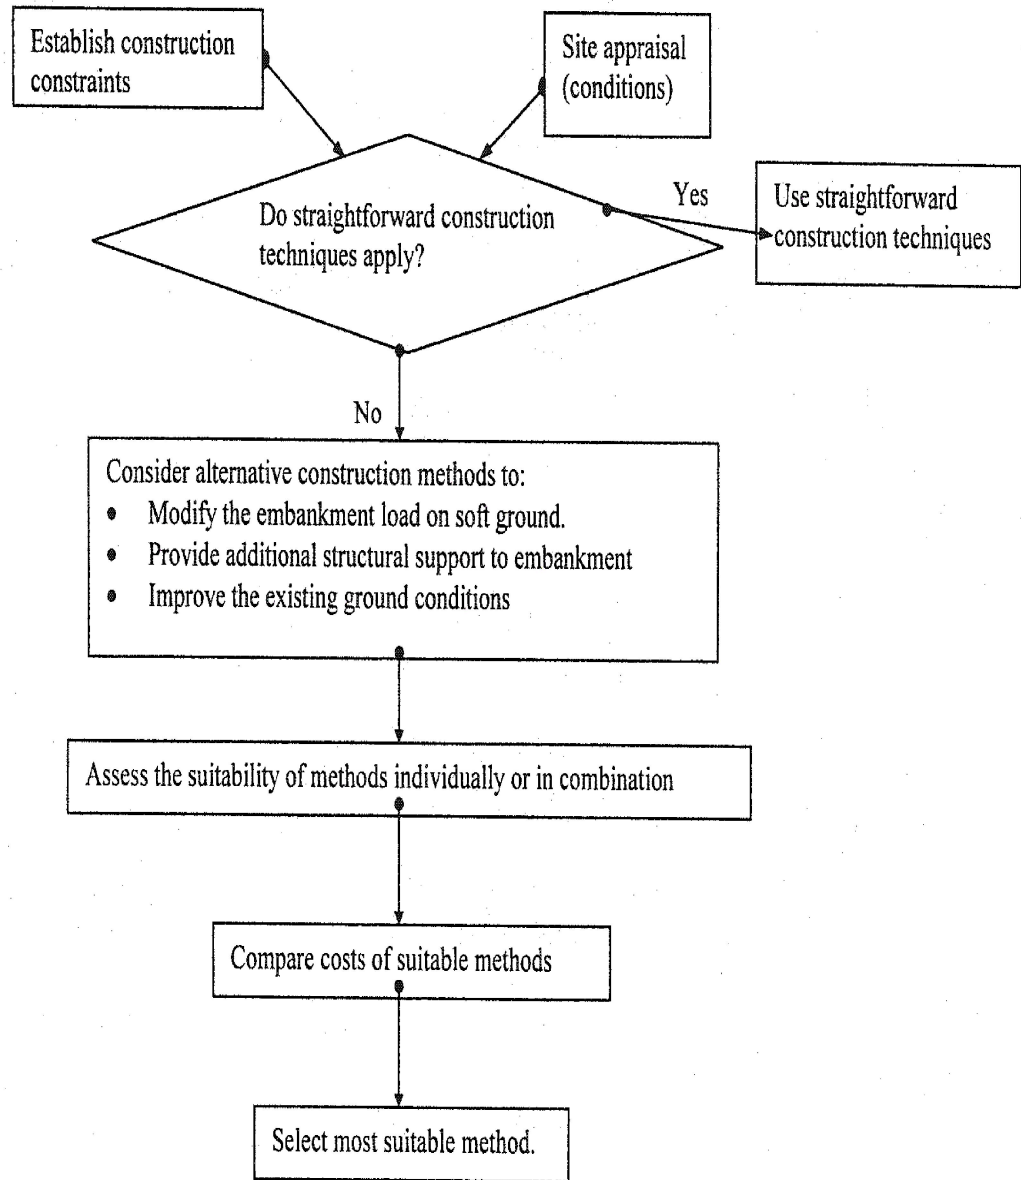 Establish construction
constraints
Site appraisal
(conditions)
Do straightforward construction
techniques apply?
Yes
Use straightforward
construction techniques
No
Consider alternative construction methods to:
• Modify the embankment load on soft ground.
• Provide additional structural support to embankment
• Improve the existing ground conditions
Assess the suitability of methods individually or in combination
Compare costs of suitable methods
Select most suitable method.